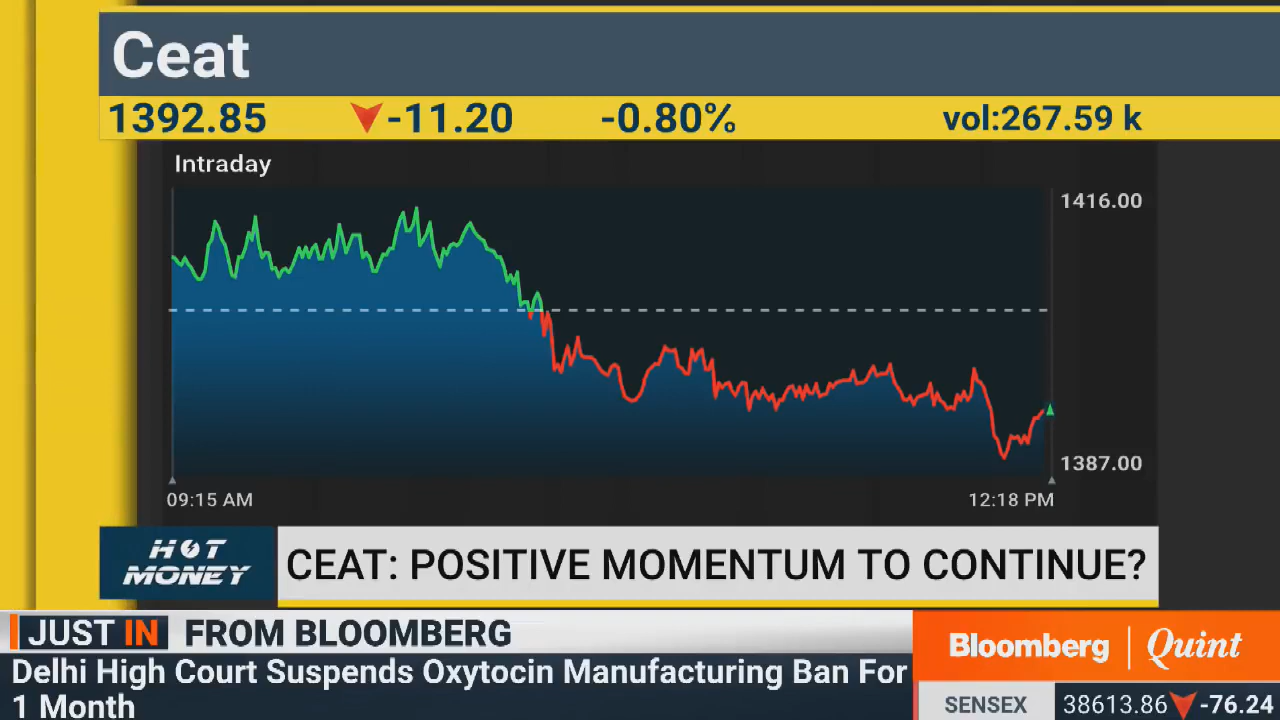 Ceat
1392.85 -11.20 -0.80% vol:267.59 k
Intraday
1416.00
1387.00
09:15 AM 12:18 PM
HOT
MONEY
CEAT: POSITIVE MOMENTUM TO CONTINUE?
JUST IN FROM BLOOMBERG
Delhi High Court Suspends Oxytocin Manufacturing Ban For
1 Month
Bloomberg | Quint
SENSEX 38613.86 -76.24